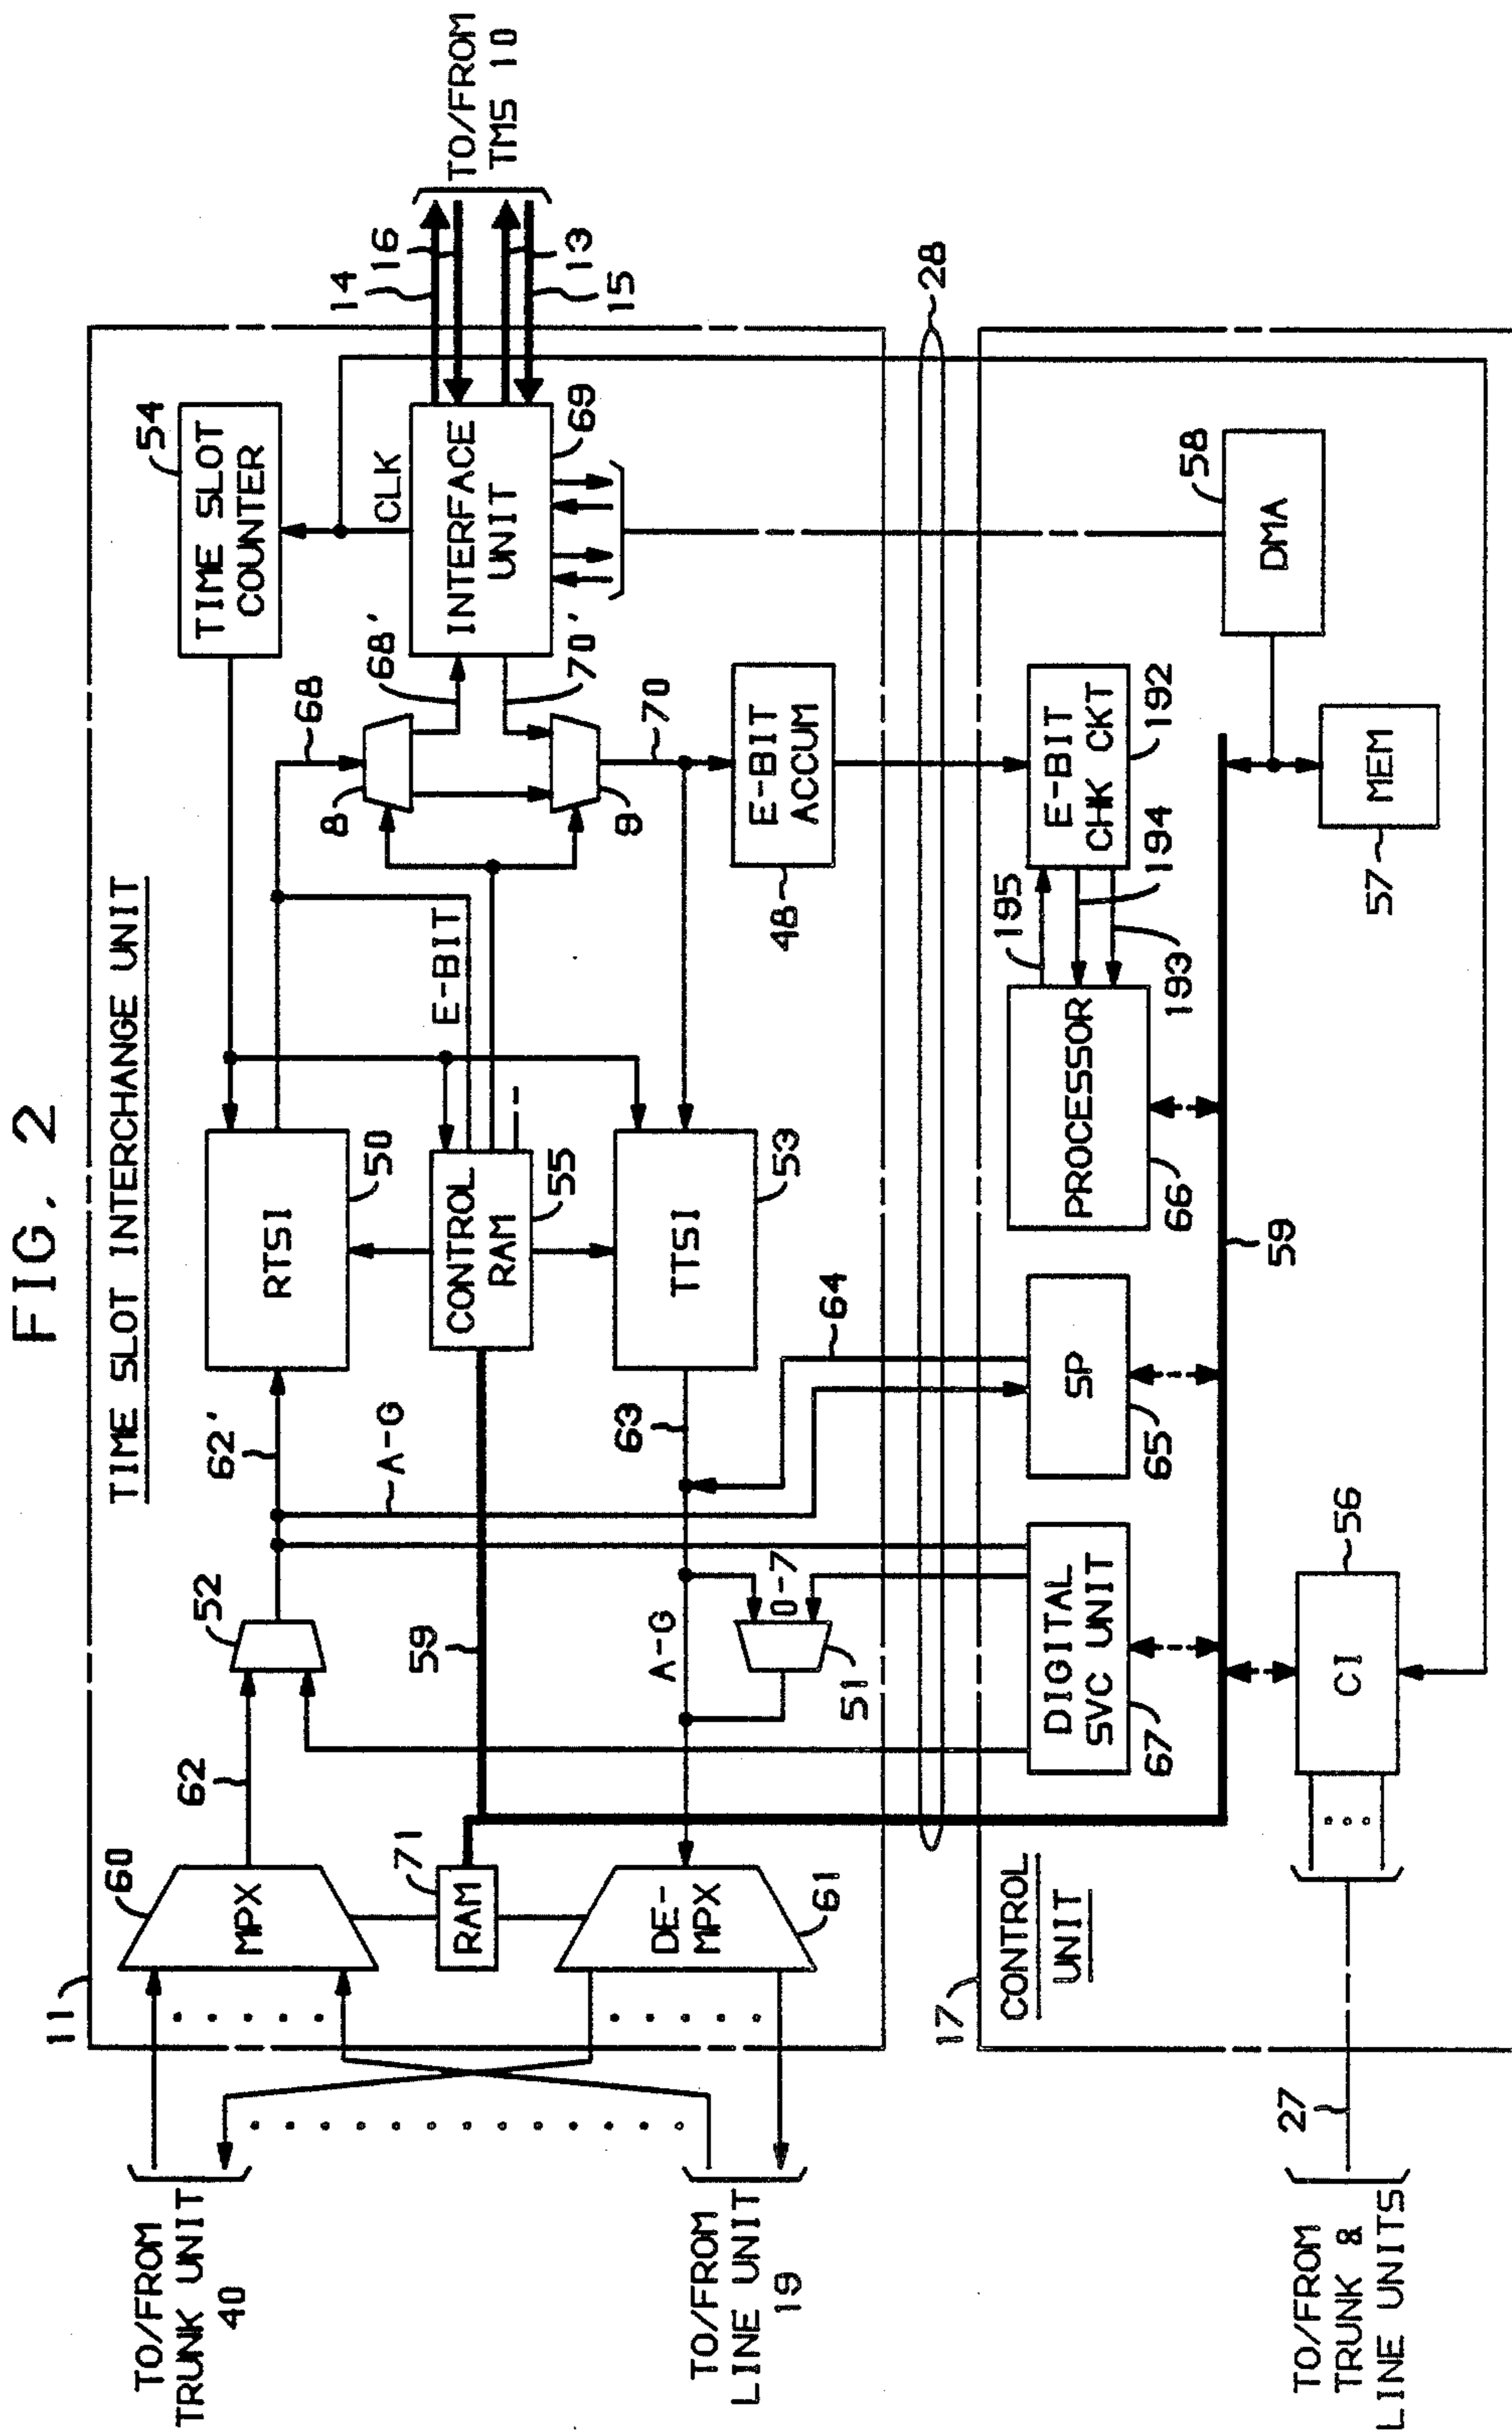 FIG. 2
TIME SLOT INTERCHANGE UNIT
11
60
MPX
62
52
62'
A-G
RTSI
50
TIME SLOT
COUNTER
54
68
8
68'
CLK
INTERFACE
UNIT
69
14
16
13
15
TO/FROM
TMS 10
TO/FROM
TRUNK UNIT
40
71
RAM
59
CONTROL
RAM
55
E-BIT
9
70'
70
TO/FROM
LINE UNIT
19
DE-
MPX
61
A-G
0-7
51
63
64
TTSI
53
E-BIT
ACCUM
48
28
17
CONTROL
UNIT
DIGITAL
SVC UNIT
67
SP
65
PROCESSOR
66
195
194
193
E-BIT
CHK CKT
192
DMA
58
59
MEM
57
CI
56
27
TO/FROM
TRUNK &
LINE UNITS